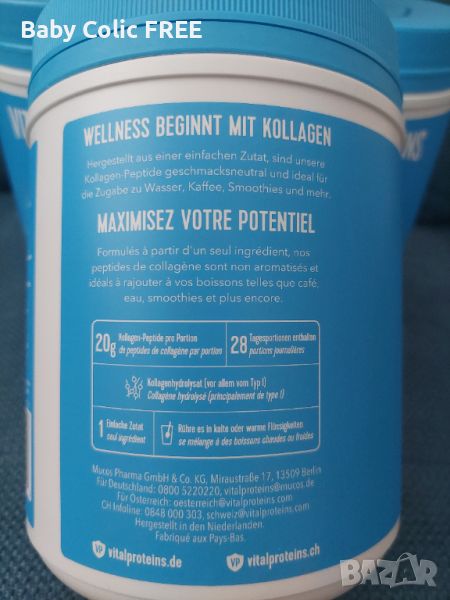 Baby Colic FREE
WELLNESS BEGINNT MIT KOLLAGEN
Hergestellt aus einer einfachen Zutat, sind unsere
Kollagen-Peptide geschmacksneutral und ideal für
die Zugabe zu Wasser, Kaffee, Smoothies und mehr.
MAXIMISEZ VOTRE POTENTIEL
Formulés à partir d'un seul ingrédient, nos
peptides de collagène sont non aromatisés et
idéals à rajouter à vos boissons telles que café,
eau, smoothies et plus encore.
20g Kollagen-Peptide pro Portion
de peptides de collagène par portion
28 Tagesportionen enthalten
portions journalières
Kollagenhydrolysat (vor allem vom Typ I)
Collagène hydrolysé (principalement de type I)
1 Einfache Zutat
seul ingrédient
Rühre es in kalte oder warme Flüssigkeiten
se mélange à des boissons chaudes ou froides
Mucos Pharma GmbH & Co. KG, Miraustraße 17, 13509 Berlin
Für Deutschland: 0800 5220220, vitalproteins@mucos.de
Für Österreich: oesterreich@vitalproteins.com
CH Infoline: 0848 000 303, schweiz@vitalproteins.com
Hergestellt in den Niederlanden.
Fabriqué aux Pays-Bas.
VP vitalproteins.de
VP vitalproteins.ch
BAZAR